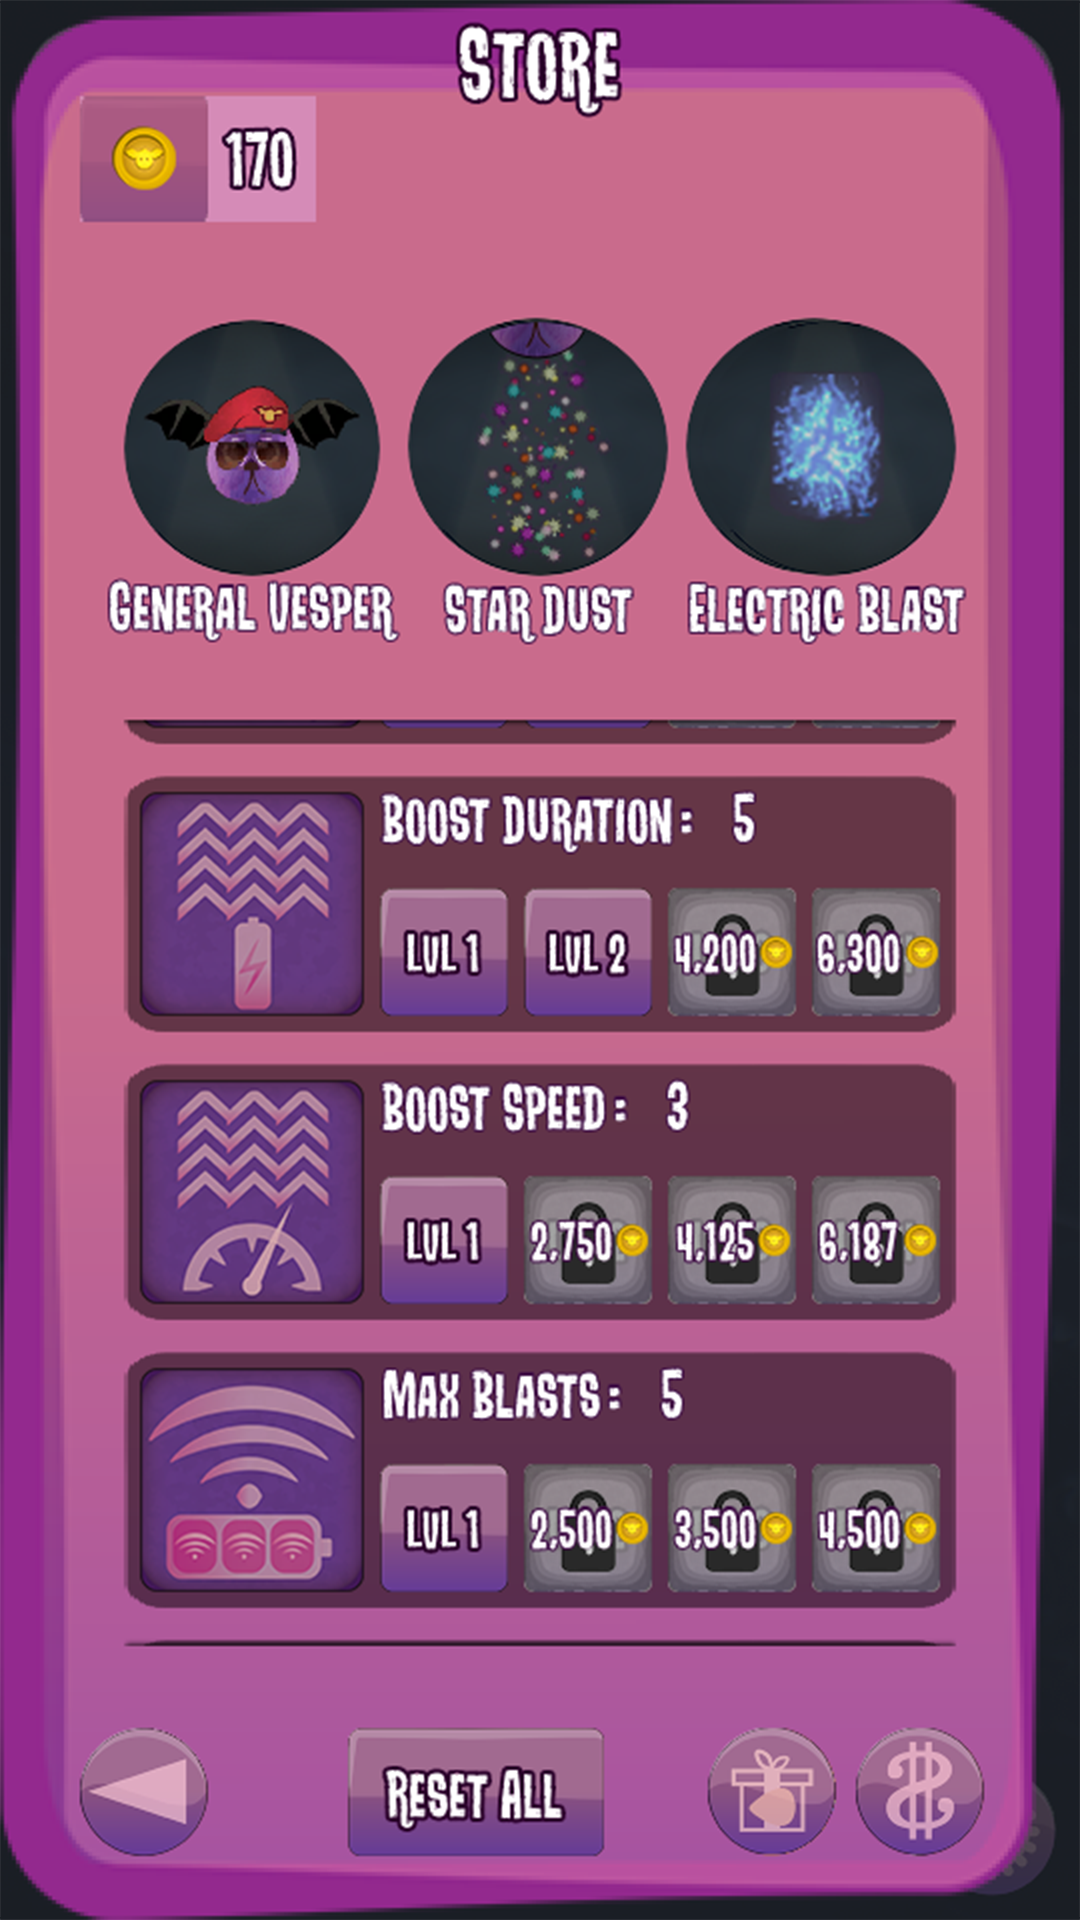 STORE
170
GENERAL VESPER
STAR DUST
ELECTRIC BLAST
BOOST DURATION: 5
LVL 1
LVL 2
4,200
6,300
BOOST SPEED: 3
LVL 1
2,750
4,125
6,187
MAX BLASTS: 5
LVL 1
2,500
3,500
4,500
RESET ALL